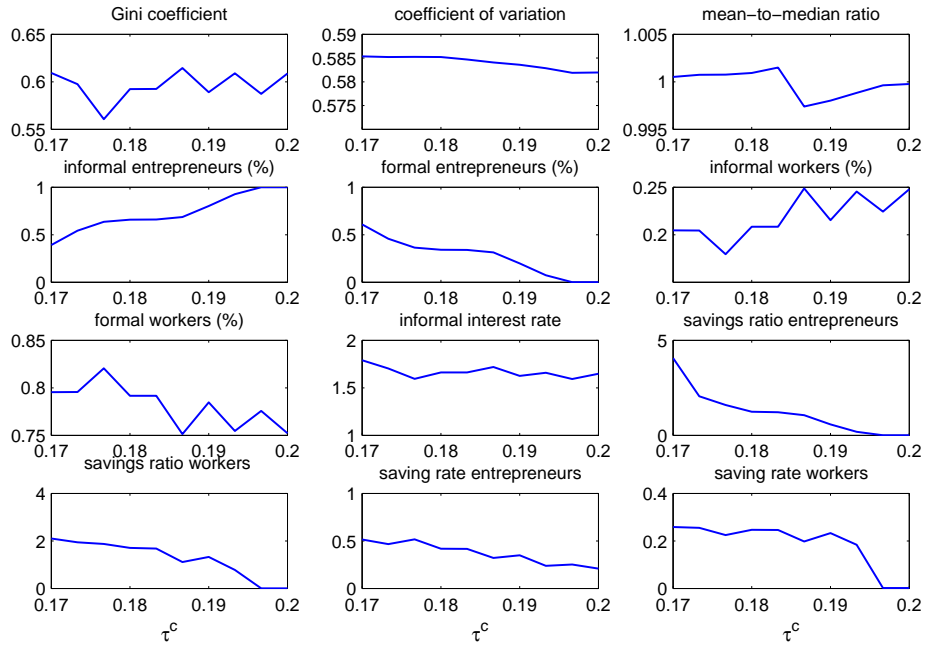 Gini coefficient
coefficient of variation
mean−to−median ratio
0.65
0.6
0.55
0.17 0.18 0.19 0.2
0.59
0.585
0.58
0.575
0.17 0.18 0.19 0.2
1.005
1
0.995
0.17 0.18 0.19 0.2
informal entrepreneurs (%)
formal entrepreneurs (%)
informal workers (%)
1
0.5
0
0.17 0.18 0.19 0.2
1
0.5
0
0.17 0.18 0.19 0.2
0.25
0.2
0.17 0.18 0.19 0.2
formal workers (%)
informal interest rate
savings ratio entrepreneurs
0.85
0.8
0.75
0.17 0.18 0.19 0.2
2
1.5
1
0.17 0.18 0.19 0.2
5
0
0.17 0.18 0.19 0.2
savings ratio workers
saving rate entrepreneurs
saving rate workers
4
2
0
0.17 0.18 0.19 0.2
τᶜ
1
0.5
0
0.17 0.18 0.19 0.2
τᶜ
0.4
0.2
0
0.17 0.18 0.19 0.2
τᶜ